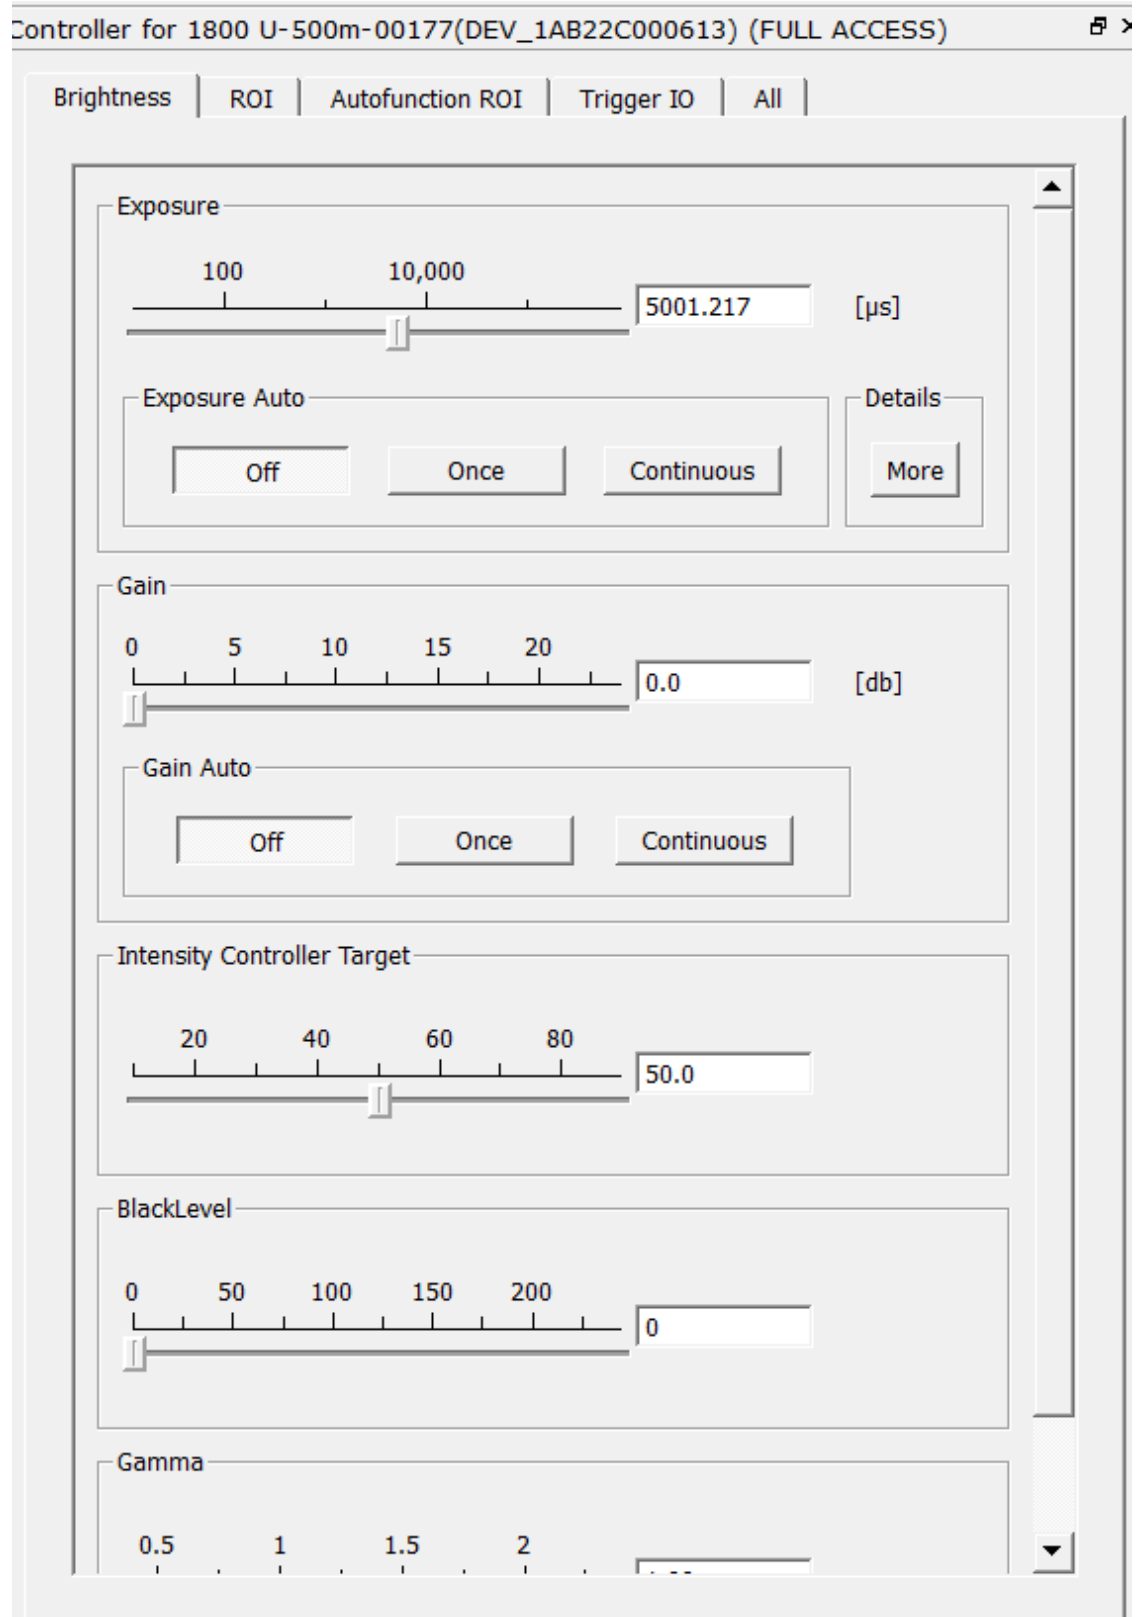 Controller for 1800 U-500m-00177(DEV_1AB22C000613) (FULL ACCESS)
Brightness ROI Autofunction ROI Trigger IO All
Exposure
100 10,000
5001.217 [µs]
Exposure Auto Details
Off Once Continuous More
Gain
0 5 10 15 20
0.0 [db]
Gain Auto
Off Once Continuous
Intensity Controller Target
20 40 60 80
50.0
BlackLevel
0 50 100 150 200
0
Gamma
0.5 1 1.5 2